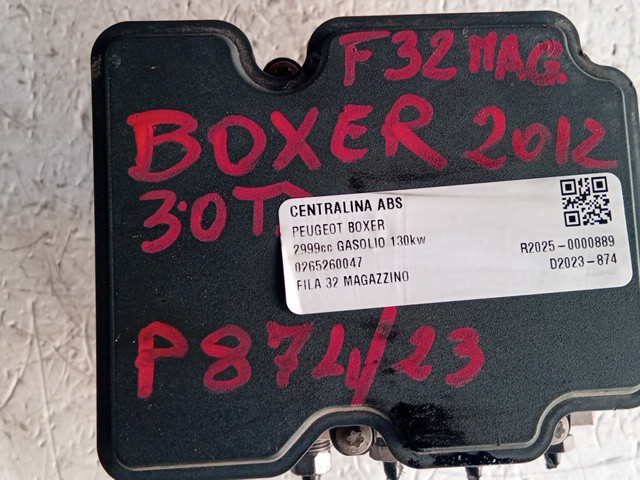 F32 MAG.
BOXER 2012
3.0
CENTRALINA ABS
PEUGEOT BOXER
2999cc GASOLIO 130kw
0265260047
FILA 32 MAGAZZINO
R2025-0000889
D2023-874
P874/23